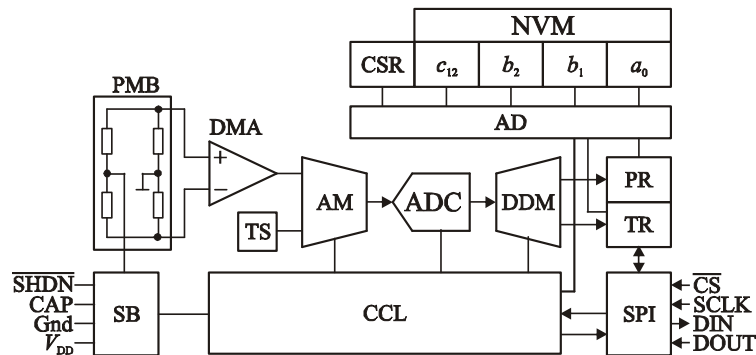 NVM
CSR c₁₂ b₂ b₁ a₀
PMB
AD
DMA
+
−
AM
ADC
DDM
PR
TS
TR
SHDN
CAP
Gnd
V_DD
SB
CCL
SPI
CS
SCLK
DIN
DOUT